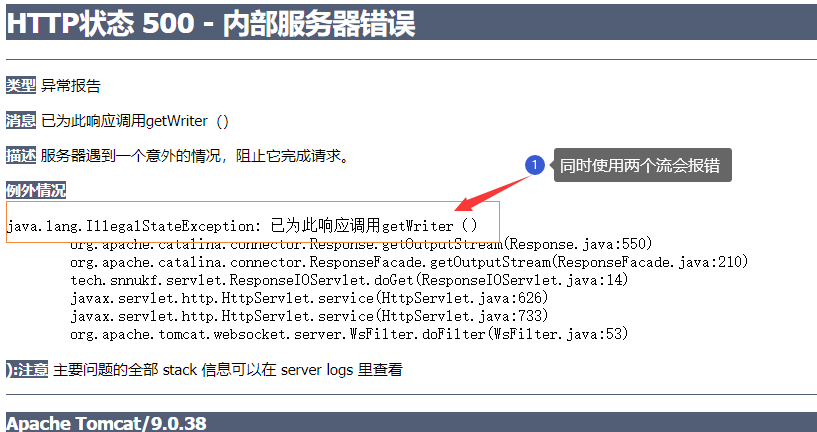 HTTP状态 500 - 内部服务器错误
类型 异常报告
消息 已为此响应调用getWriter（）
描述 服务器遇到一个意外的情况，阻止它完成请求。
1 同时使用两个流会报错
例外情况
java.lang.IllegalStateException: 已为此响应调用getWriter（）
org.apache.catalina.connector.Response.getOutputStream(Response.java:550)
org.apache.catalina.connector.ResponseFacade.getOutputStream(ResponseFacade.java:210)
tech.snnukf.servlet.ResponseIOServlet.doGet(ResponseIOServlet.java:14)
javax.servlet.http.HttpServlet.service(HttpServlet.java:626)
javax.servlet.http.HttpServlet.service(HttpServlet.java:733)
org.apache.tomcat.websocket.server.WsFilter.doFilter(WsFilter.java:53)
):注意 主要问题的全部 stack 信息可以在 server logs 里查看
Apache Tomcat/9.0.38